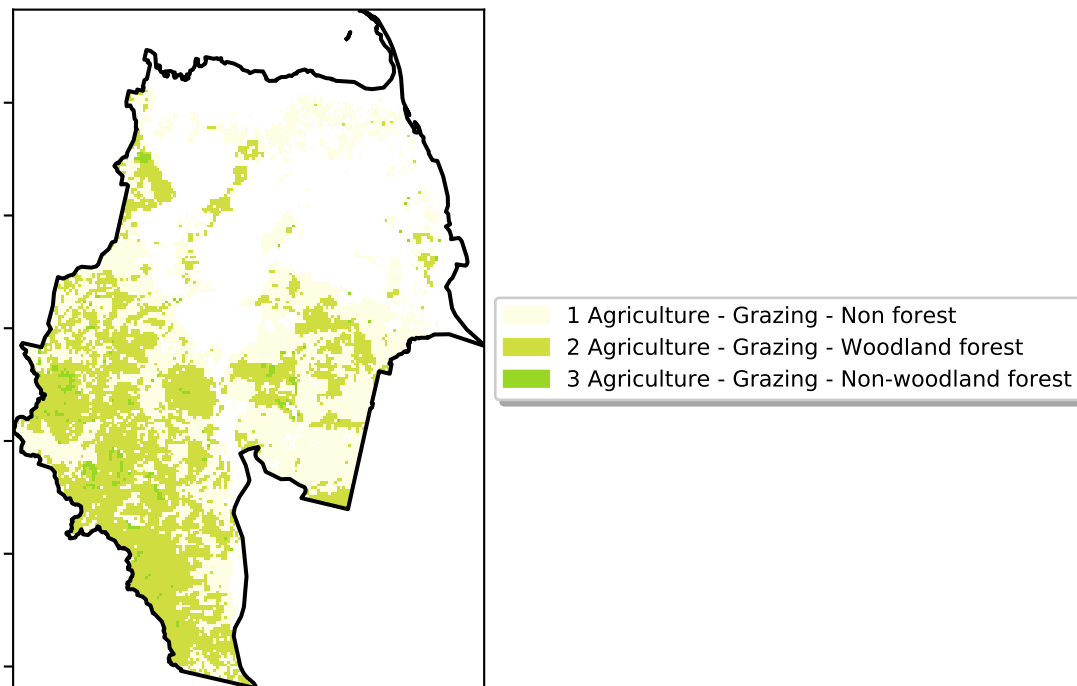 1 Agriculture - Grazing - Non forest
2 Agriculture - Grazing - Woodland forest
3 Agriculture - Grazing - Non-woodland forest